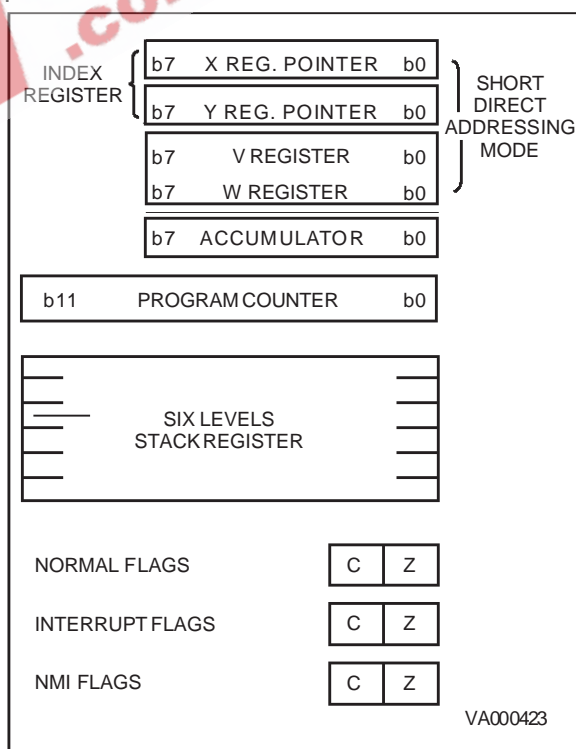 .co
INDEX
REGISTER
b7 X REG. POINTER b0
b7 Y REG. POINTER b0
b7 V REGISTER b0
b7 W REGISTER b0
SHORT
DIRECT
ADDRESSING
MODE
b7 ACCUMULATOR b0
b11 PROGRAM COUNTER b0
SIX LEVELS
STACK REGISTER
NORMAL FLAGS C Z
INTERRUPT FLAGS C Z
NMI FLAGS C Z
VA000423